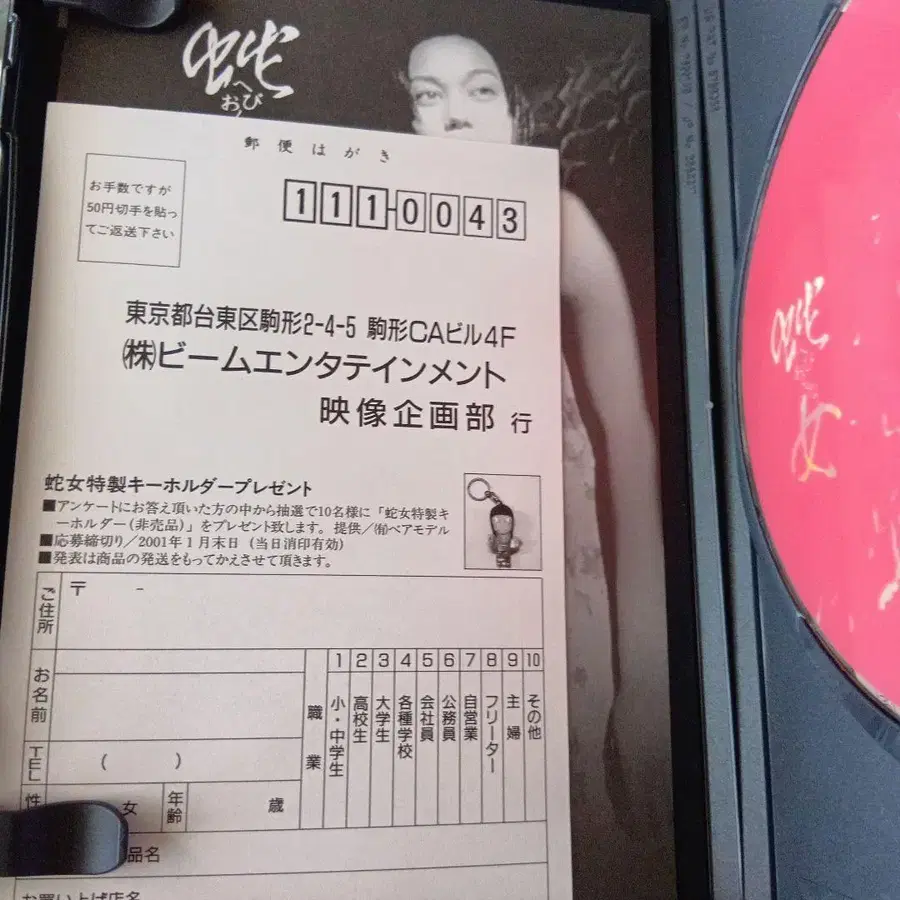 蛇
へび
お
郵便はがき
お手数ですが
50円切手を貼っ
てご返送下さい
111-0043
東京都台東区駒形2-4-5 駒形CAビル4F
㈱ビームエンタテインメント
映像企画部 行
蛇女特製キーホルダープレゼント
■アンケートにお答え頂いた方の中から抽選で10名様に「蛇女特製キ
ーホルダー(非売品)」をプレゼント致します。 提供/㈲ベアモデル
■応募締切り/2001年1月末日 (当日消印有効)
■発表は商品の発送をもってかえさせて頂きます。
ご住所
〒 -
お名前
TEL
( )
性
女
年齢
歳
職業
1 小・中学生
2 高校生
3 大学生
4 各種学校
5 会社員
6 公務員
7 自営業
8 フリーター
9 主婦
10 その他
品名
お買い上げ店名
蛇
女